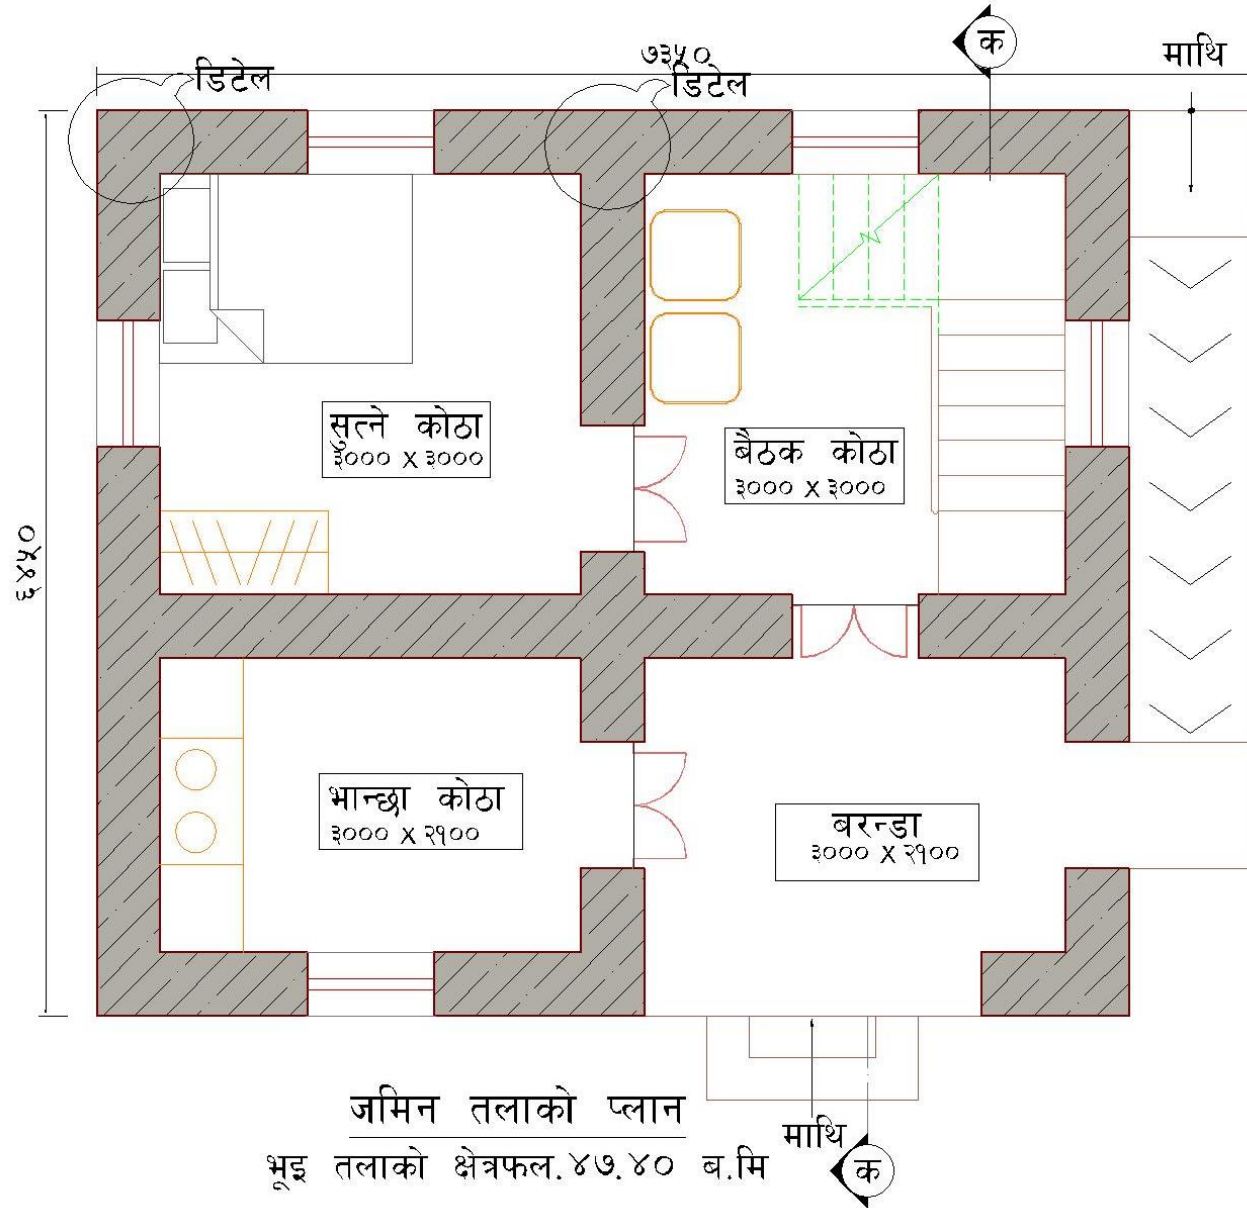 क
७३५०
माथि
डिटेल
डिटेल
सुत्ने कोठा
३००० X ३०००
बैठक कोठा
३००० X ३०००
६४५०
भान्छा कोठा
३००० X २१००
बरन्डा
३००० X २१००
जमिन तलाको प्लान
माथि
भूइ तलाको क्षेत्रफल.४७.४० ब.मि
क